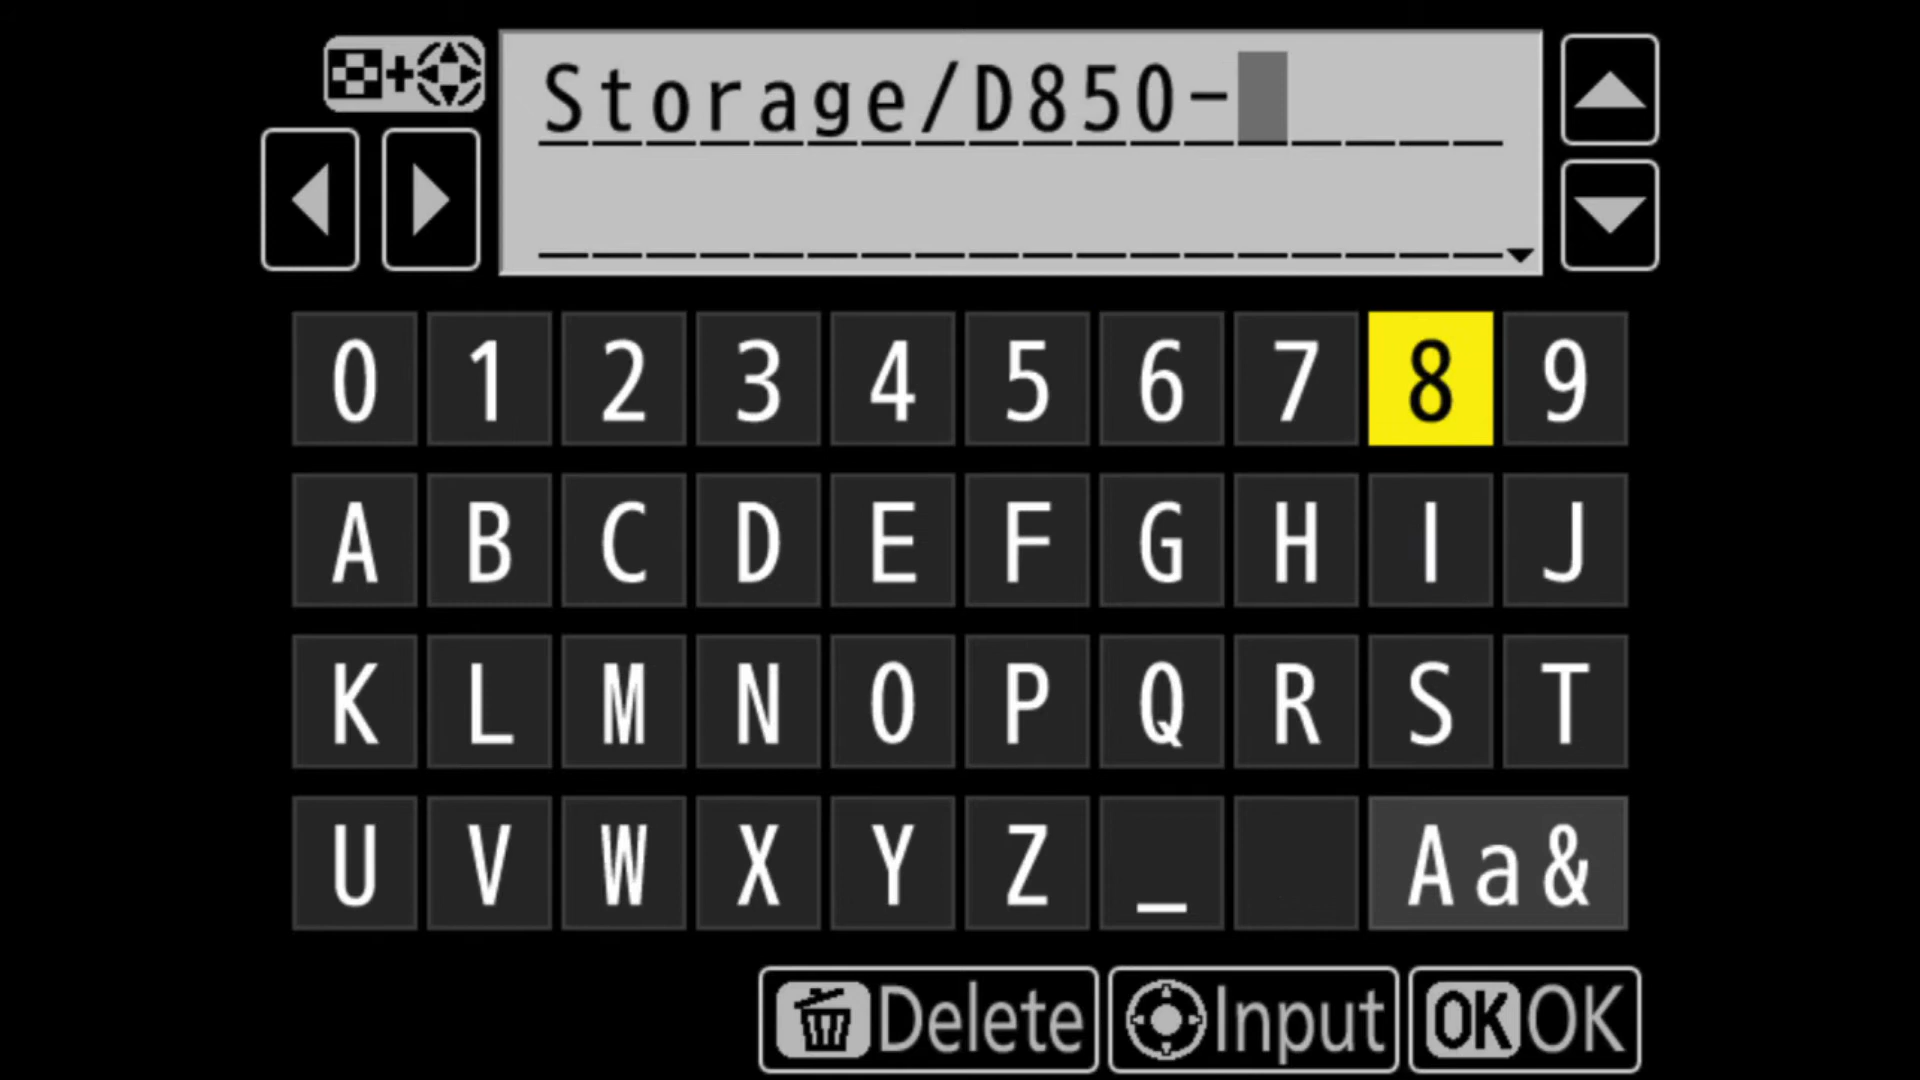 Storage/D850-
0 1 2 3 4 5 6 7 8 9
A B C D E F G H I J
K L M N O P Q R S T
U V W X Y Z _ Aa&
Delete Input OK OK